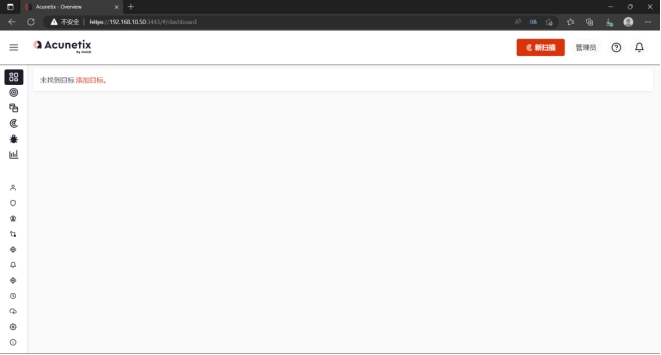 Acunetix - Overview
不安全 | https://192.168.10.50:3443/#/dashboard
Acunetix
by Invicti
新扫描
管理员
未找到目标 添加目标。